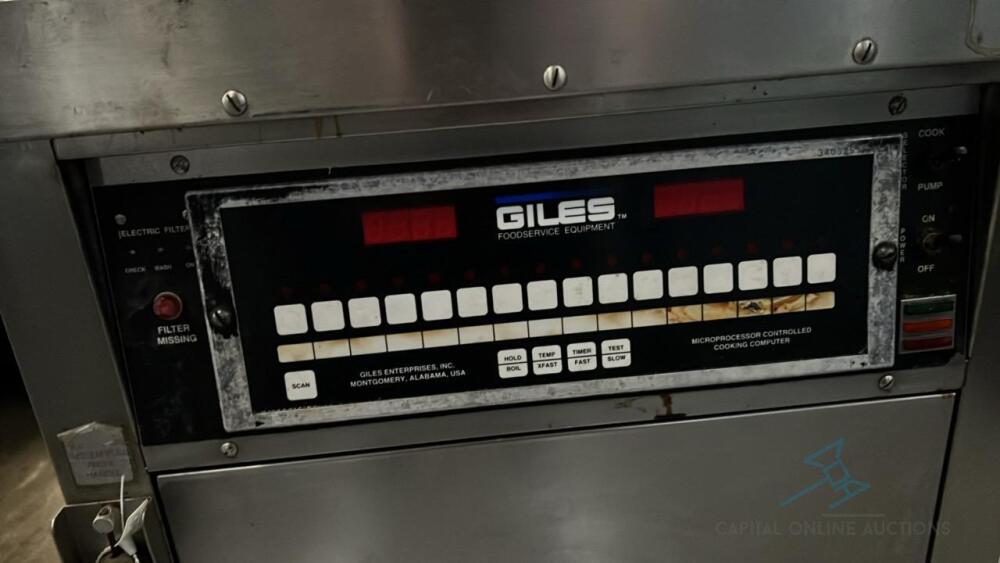 GILES™
FOODSERVICE EQUIPMENT
ELECTRIC FILTER
CHECK WASH ON
FILTER
MISSING
SCAN
GILES ENTERPRISES, INC.
MONTGOMERY, ALABAMA, USA
HOLD
BOIL
TEMP
XFAST
TIMER
FAST
TEST
SLOW
MICROPROCESSOR CONTROLLED
COOKING COMPUTER
COOK
PUMP
ON
POWER
OFF
CAPITAL ONLINE AUCTIONS